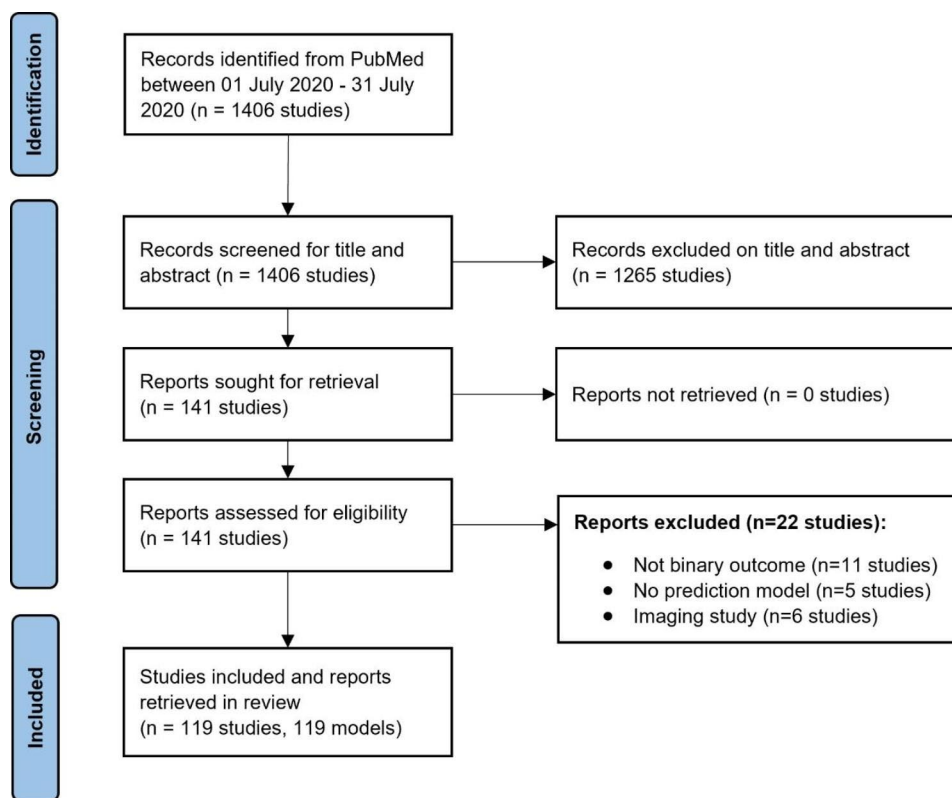 Identification
Records identified from PubMed
between 01 July 2020 - 31 July
2020 (n = 1406 studies)
Screening
Records screened for title and
abstract (n = 1406 studies)
Records excluded on title and abstract
(n = 1265 studies)
Reports sought for retrieval
(n = 141 studies)
Reports not retrieved (n = 0 studies)
Reports assessed for eligibility
(n = 141 studies)
Reports excluded (n=22 studies):
● Not binary outcome (n=11 studies)
● No prediction model (n=5 studies)
● Imaging study (n=6 studies)
Included
Studies included and reports
retrieved in review
(n = 119 studies, 119 models)